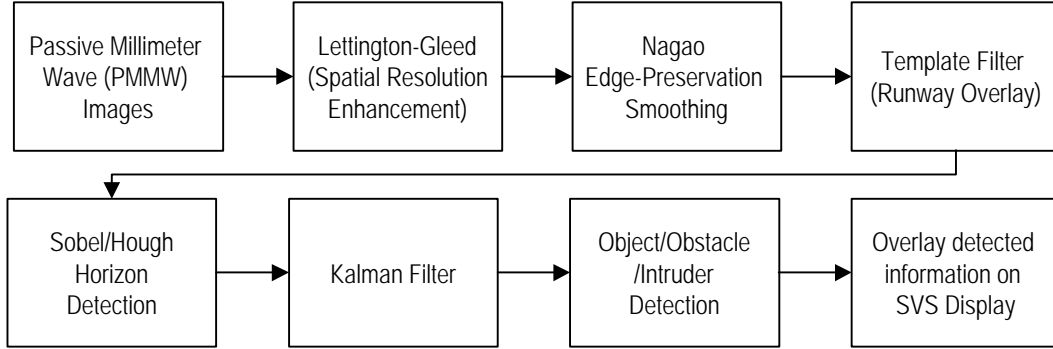 Passive Millimeter
Wave (PMMW)
Images
Lettington-Gleed
(Spatial Resolution
Enhancement)
Nagao
Edge-Preservation
Smoothing
Template Filter
(Runway Overlay)
Sobel/Hough
Horizon
Detection
Kalman Filter
Object/Obstacle
/Intruder
Detection
Overlay detected
information on
SVS Display